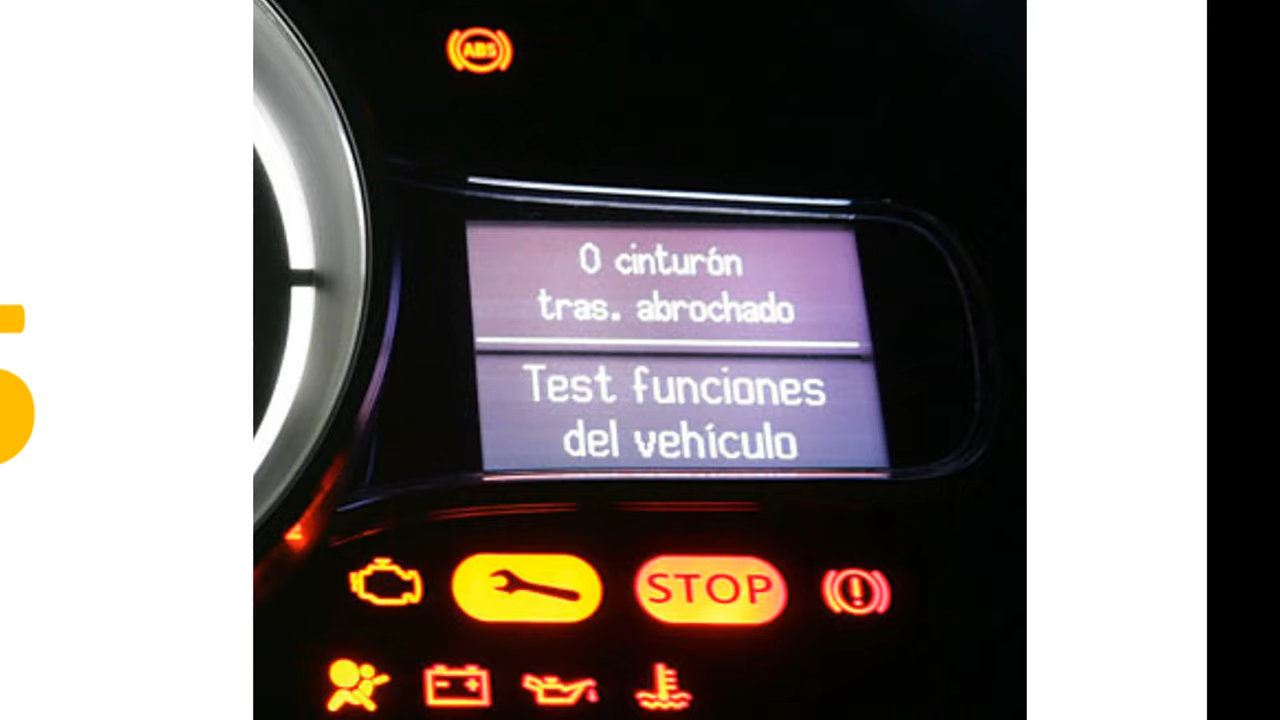 ABS
0 cinturón
tras. abrochado
Test funciones
del vehículo
STOP